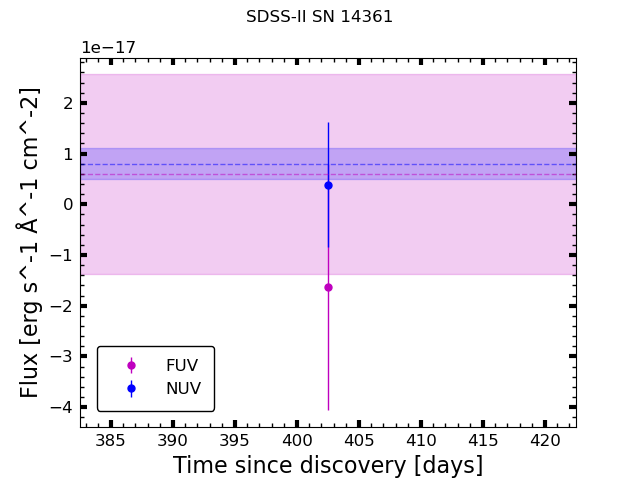 SDSS-II SN 14361
1e−17
2
1
0
−1
−2
−3
−4
Flux [erg s^-1 Å^-1 cm^-2]
FUV
NUV
385 390 395 400 405 410 415 420
Time since discovery [days]